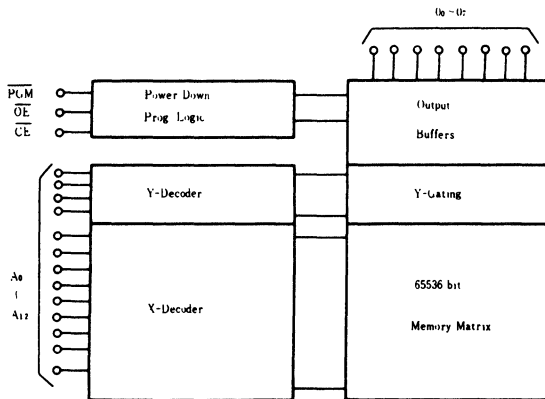 O₀ ~ O₇
PGM
OE
CE
Power Down
Prog Logic
Output
Buffers
Y-Decoder
Y-Gating
A₀
~
A₁₂
X-Decoder
65536 bit
Memory Matrix